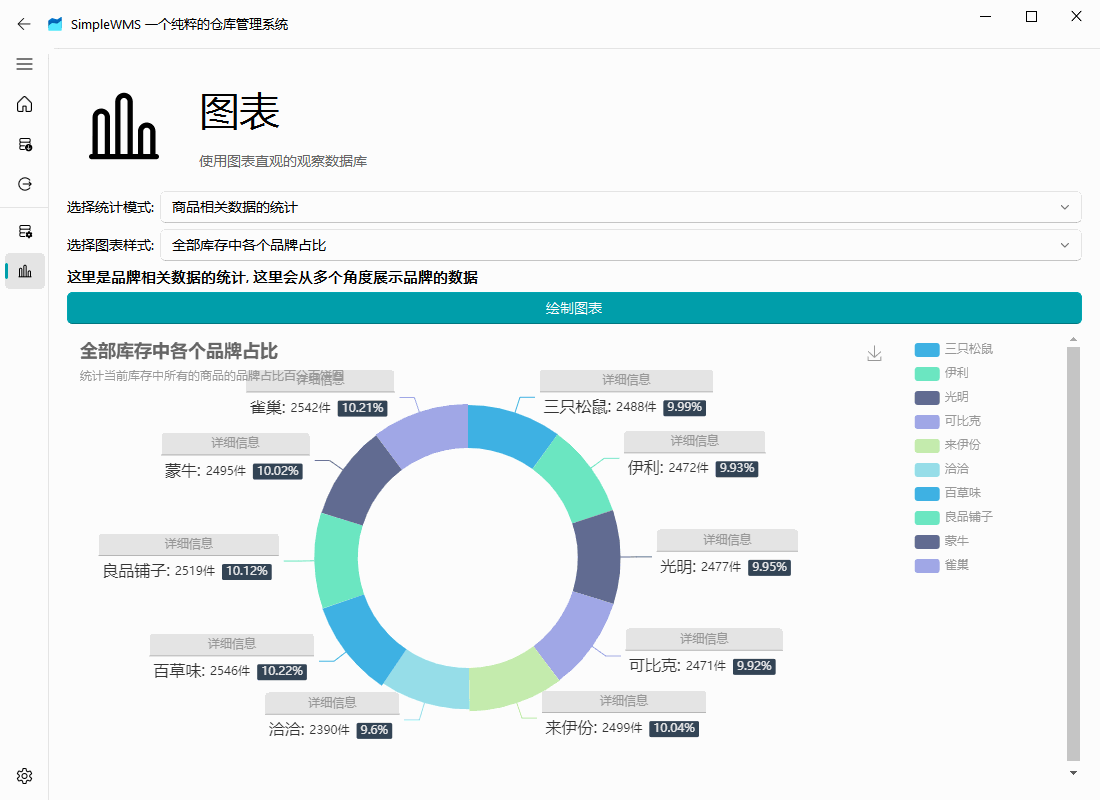 SimpleWMS 一个纯粹的仓库管理系统
图表
使用图表直观的观察数据库
选择统计模式: 商品相关数据的统计
选择图表样式: 全部库存中各个品牌占比
这里是品牌相关数据的统计, 这里会从多个角度展示品牌的数据
绘制图表
全部库存中各个品牌占比
统计当前库存中所有的商品的品牌占比百分百饼图
详细信息
雀巢: 2542件 10.21%
详细信息
三只松鼠: 2488件 9.99%
详细信息
蒙牛: 2495件 10.02%
详细信息
伊利: 2472件 9.93%
详细信息
良品铺子: 2519件 10.12%
详细信息
光明: 2477件 9.95%
详细信息
百草味: 2546件 10.22%
详细信息
可比克: 2471件 9.92%
详细信息
洽洽: 2390件 9.6%
详细信息
来伊份: 2499件 10.04%
三只松鼠
伊利
光明
可比克
来伊份
洽洽
百草味
良品铺子
蒙牛
雀巢